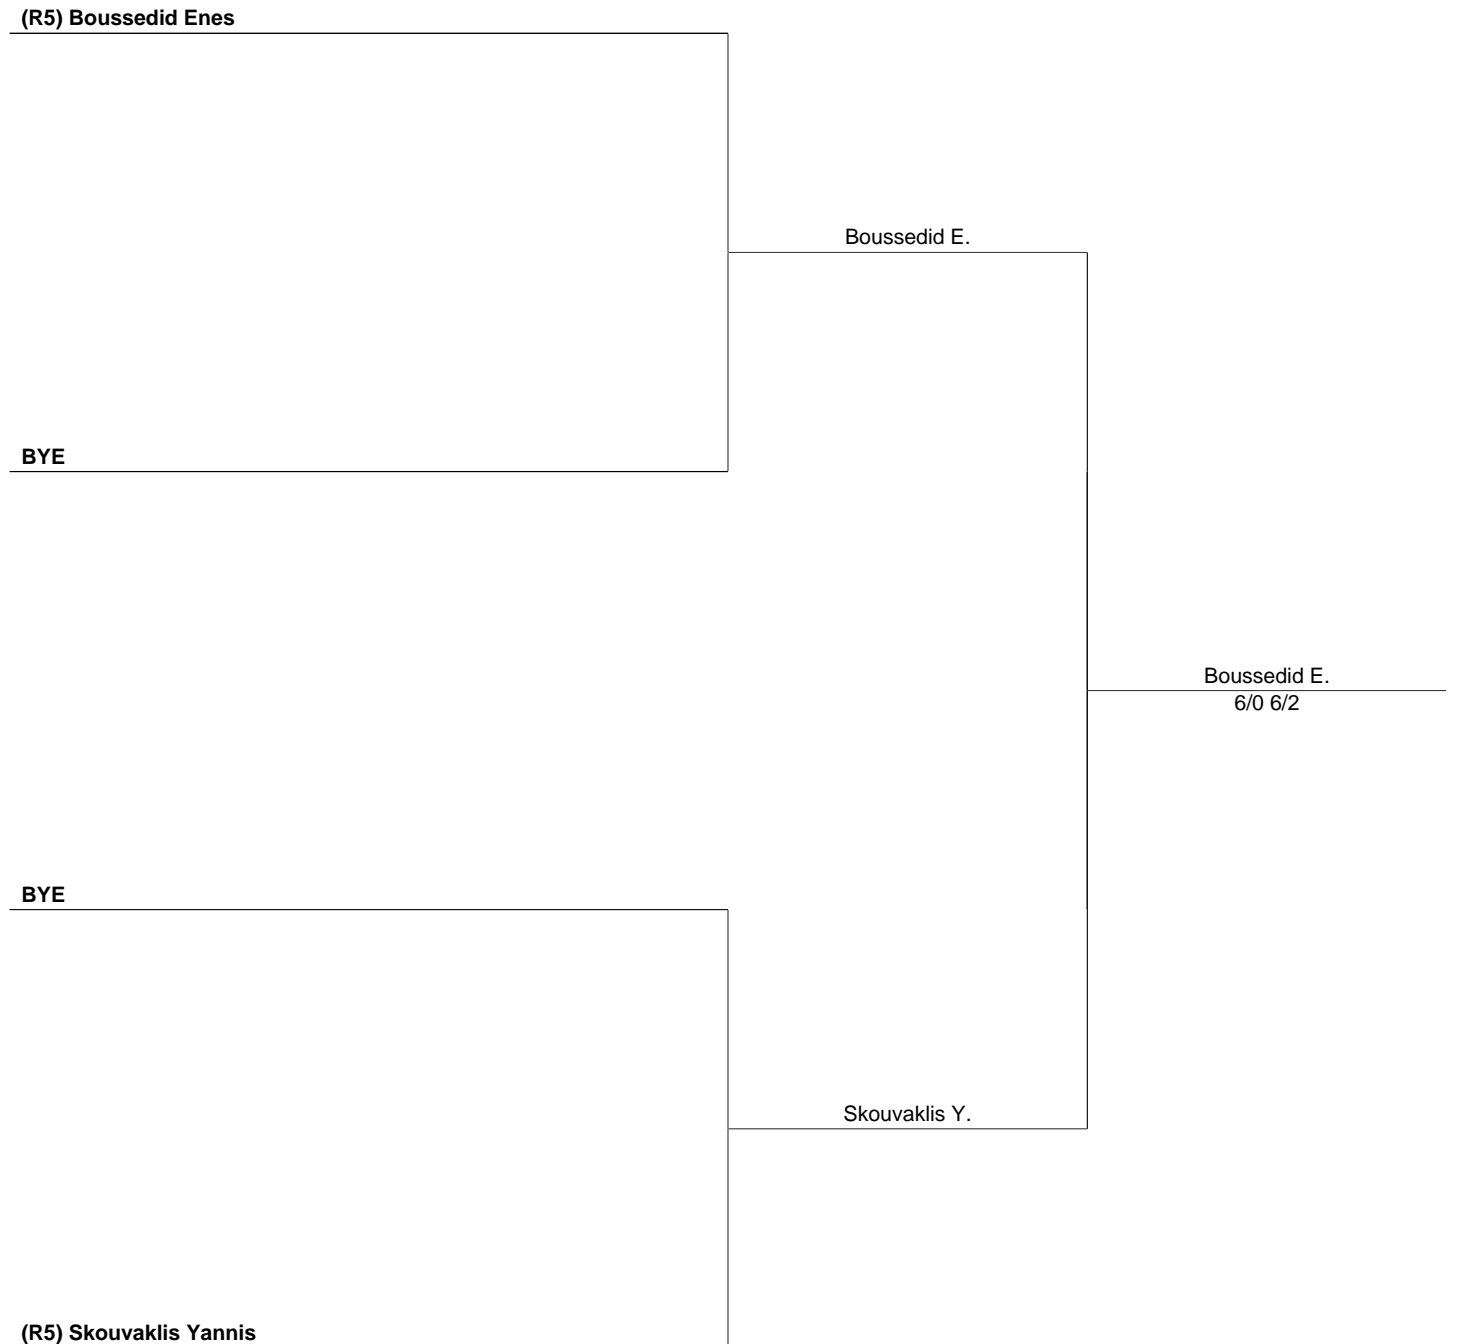 (R5) Boussedid Enes
Boussedid E.
BYE
Boussedid E.
6/0 6/2
BYE
Skouvaklis Y.
(R5) Skouvaklis Yannis